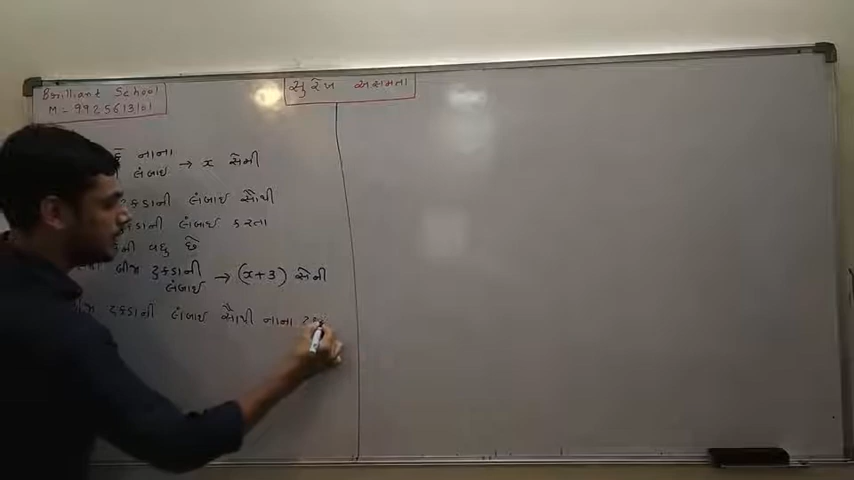 Brilliant School
M = 9925613101
સુરેખ અસમતા
નાના
લંબાઈ → x સેમી
ટુકડાની લંબાઈ સૌથી
ટુકડાની લંબાઈ કરતા
વધુ છે
બીજા ટુકડાની → (x+3) સેમી
લંબાઈ
ટુકડાની લંબાઈ સૌથી નાના